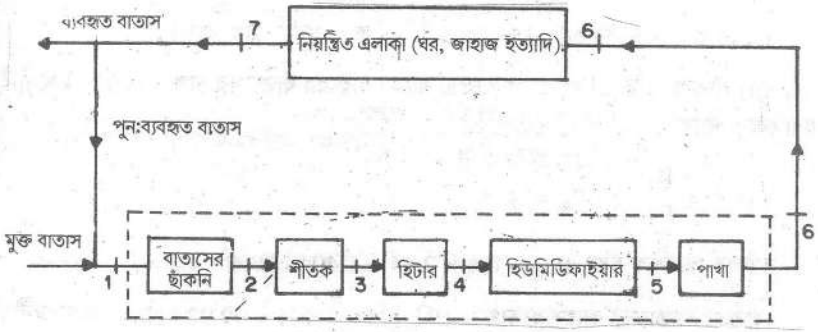 ব্যবহৃত বাতাস
7
নিয়ন্ত্রিত এলাকা (ঘর, জাহাজ ইত্যাদি)
6
পুন:ব্যবহৃত বাতাস
মুক্ত বাতাস
6
বাতাসের
ছাঁকনি
শীতক
হিটার
হিউমিডিফাইয়ার
পাখা
1
2
3
4
5